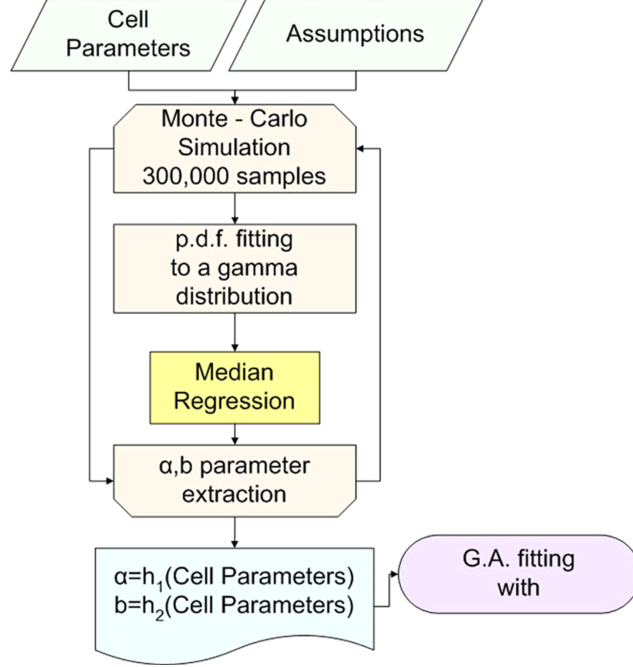 Cell
Parameters
Assumptions
Monte - Carlo
Simulation
300,000 samples
p.d.f. fitting
to a gamma
distribution
Median
Regression
α,b parameter
extraction
α=h₁(Cell Parameters)
b=h₂(Cell Parameters)
G.A. fitting
with